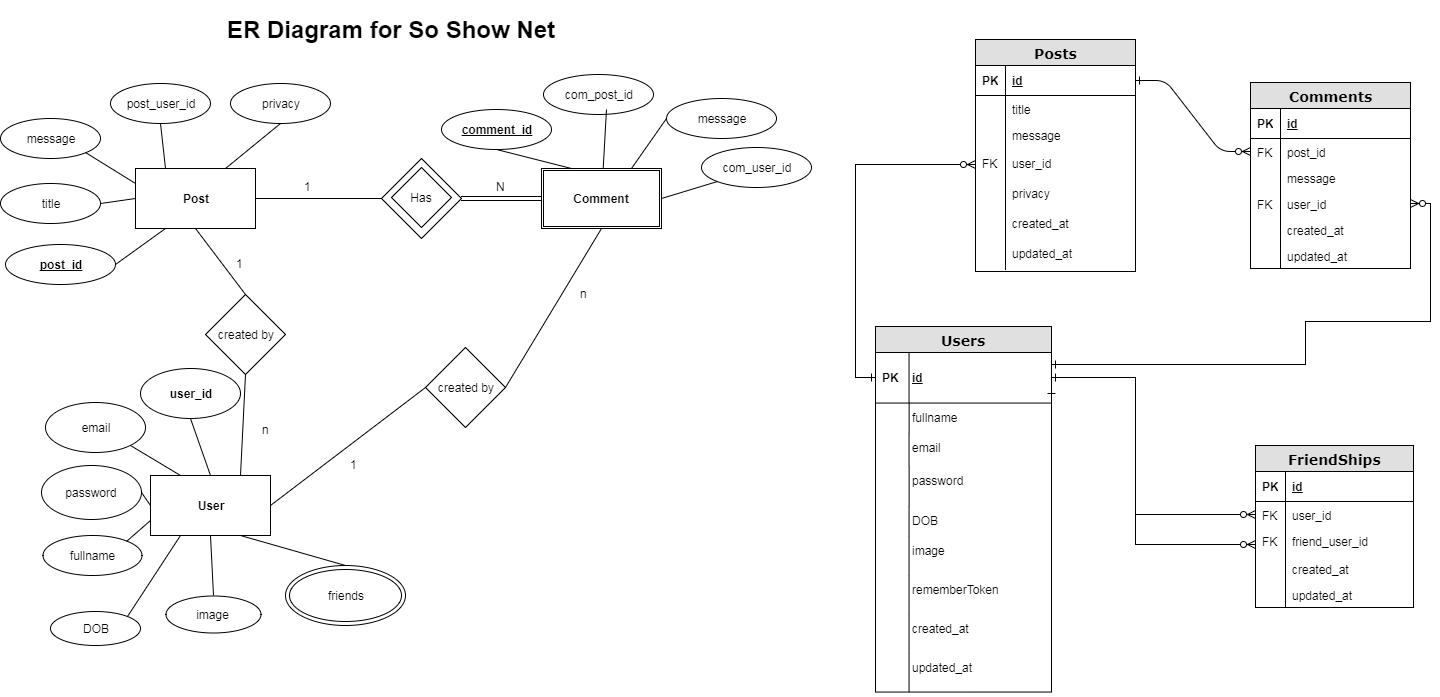 ER Diagram for So Show Net
post_user_id
privacy
message
title
post_id
Post
1
Has
N
comment_id
com_post_id
message
com_user_id
Comment
1
created by
n
n
created by
1
user_id
email
password
fullname
DOB
image
friends
User
Posts
PK id
title
message
FK user_id
privacy
created_at
updated_at
Comments
PK id
FK post_id
message
FK user_id
created_at
updated_at
Users
PK id
fullname
email
password
DOB
image
rememberToken
created_at
updated_at
FriendShips
PK id
FK user_id
FK friend_user_id
created_at
updated_at